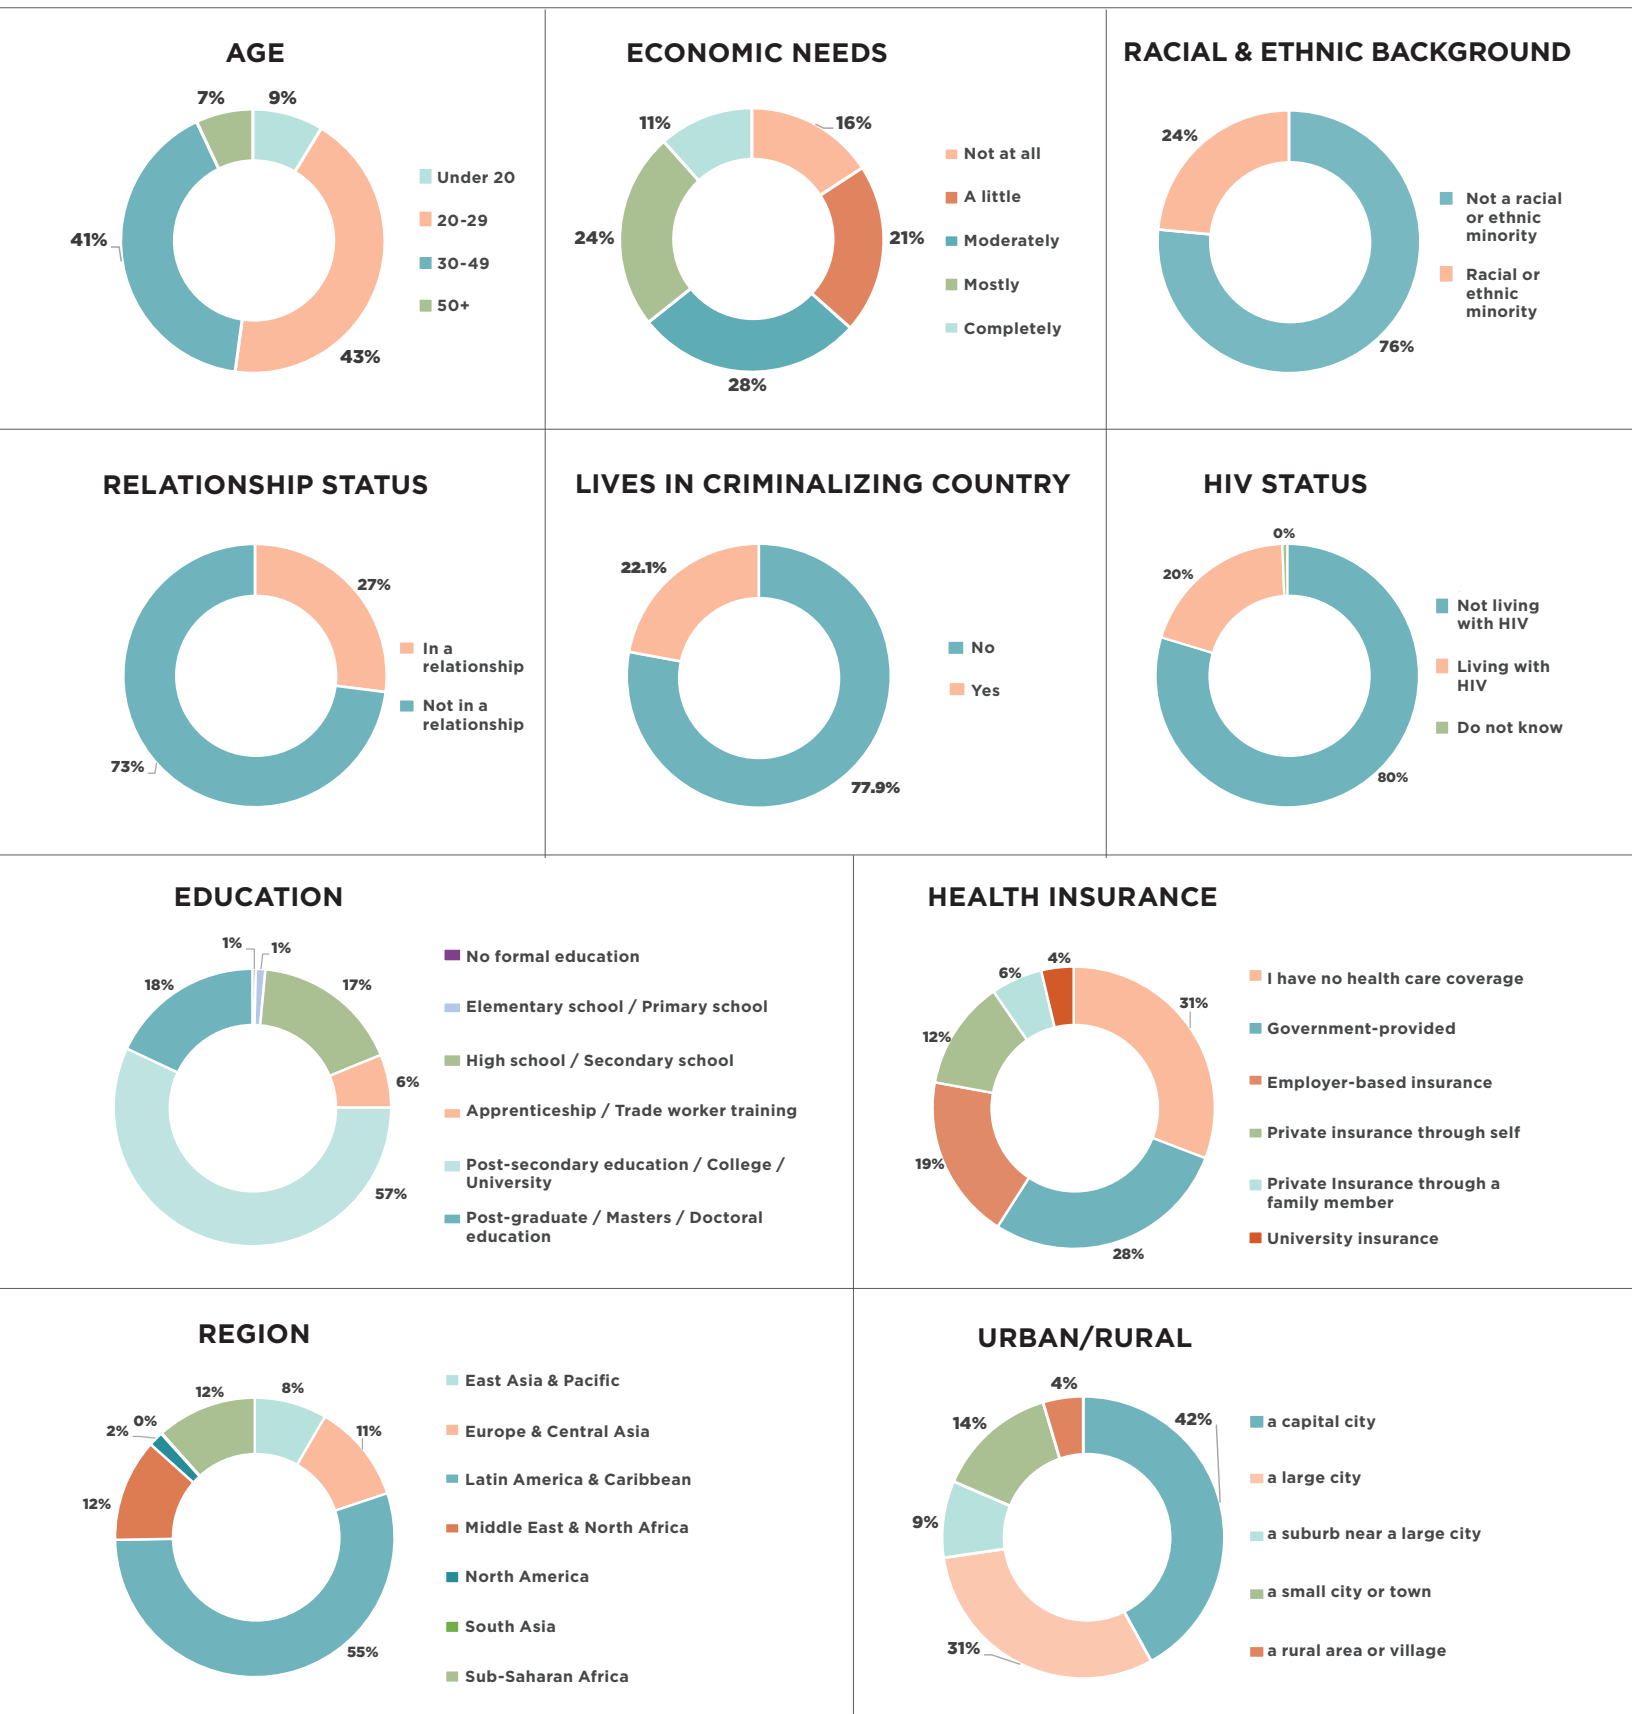 AGE
7%
9%
41%
43%
Under 20
20-29
30-49
50+
ECONOMIC NEEDS
11%
16%
24%
21%
28%
Not at all
A little
Moderately
Mostly
Completely
RACIAL & ETHNIC BACKGROUND
24%
76%
Not a racial
or ethnic
minority
Racial or
ethnic
minority
RELATIONSHIP STATUS
27%
73%
In a
relationship
Not in a
relationship
LIVES IN CRIMINALIZING COUNTRY
22.1%
77.9%
No
Yes
HIV STATUS
0%
20%
80%
Not living
with HIV
Living with
HIV
Do not know
EDUCATION
1%
1%
18%
17%
6%
57%
No formal education
Elementary school / Primary school
High school / Secondary school
Apprenticeship / Trade worker training
Post-secondary education / College /
University
Post-graduate / Masters / Doctoral
education
HEALTH INSURANCE
4%
6%
31%
12%
19%
28%
I have no health care coverage
Government-provided
Employer-based insurance
Private insurance through self
Private Insurance through a
family member
University insurance
REGION
12%
8%
0%
2%
11%
12%
55%
East Asia & Pacific
Europe & Central Asia
Latin America & Caribbean
Middle East & North Africa
North America
South Asia
Sub-Saharan Africa
URBAN/RURAL
4%
14%
42%
9%
31%
a capital city
a large city
a suburb near a large city
a small city or town
a rural area or village